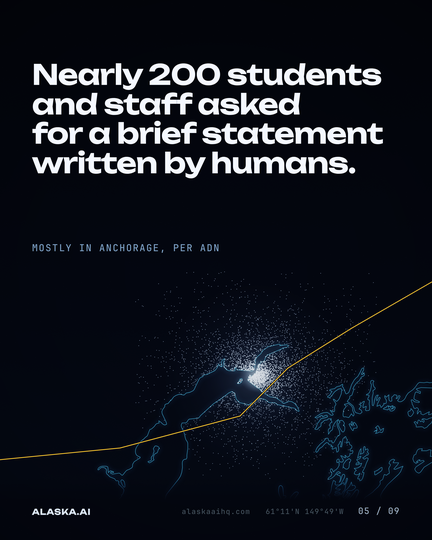 Nearly 200 students
and staff asked
for a brief statement
written by humans.
MOSTLY IN ANCHORAGE, PER ADN
ALASKA.AI
alaskaaihq.com
61°11'N 149°49'W
05 / 09